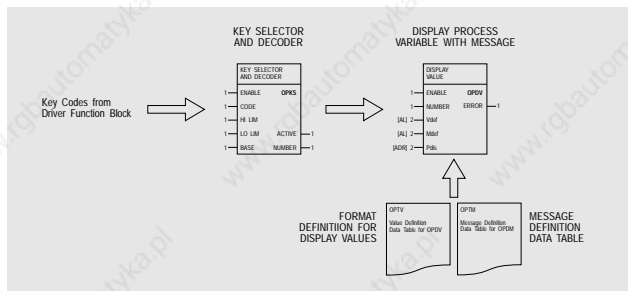 KEY SELECTOR
AND DECODER
DISPLAY PROCESS
VARIABLE WITH MESSAGE
KEY SELECTOR
AND DECODER
1 ENABLE OPKS
1 CODE
1 HI LIM
1 LO LIM ACTIVE 1
1 BASE NUMBER 1
DISPLAY
VALUE
1 ENABLE OPDV
1 NUMBER ERROR 1
[AL] 2 Vdef
[AL] 2 Mdef
[ADR] 2 Pdis
Key Codes from
Driver Function Block
FORMAT
DEFINITIION FOR
DISPLAY VALUES
OPTV
Value Definition
Data Table for OPDV
OPTM
Message Definition
Data Table for OPDM
MESSAGE
DEFINITION
DATA TABLE
www.rgbautomatyka.pl